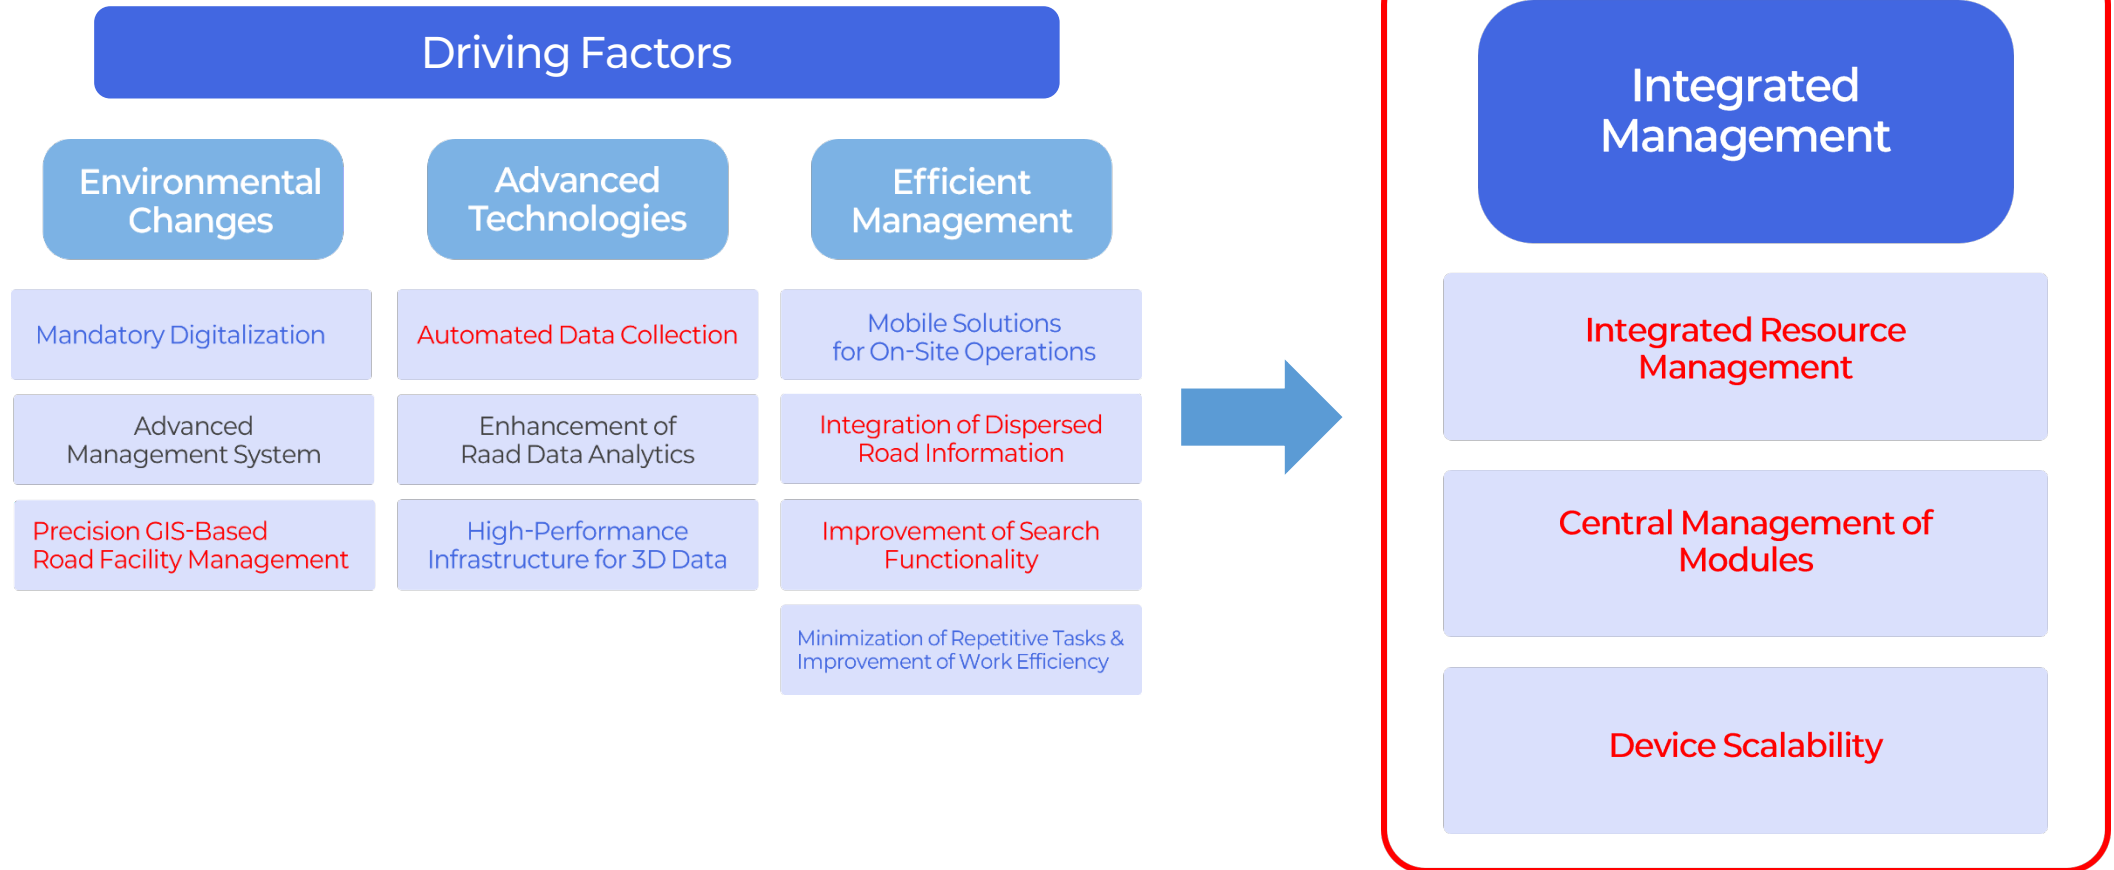 Driving Factors
Environmental
Changes
Mandatory Digitalization
Advanced
Management System
Precision GIS-Based
Road Facility Management
Advanced
Technologies
Automated Data Collection
Enhancement of
Raad Data Analytics
High-Performance
Infrastructure for 3D Data
Efficient
Management
Mobile Solutions
for On-Site Operations
Integration of Dispersed
Road Information
Improvement of Search
Functionality
Minimization of Repetitive Tasks &
Improvement of Work Efficiency
Integrated
Management
Integrated Resource
Management
Central Management of
Modules
Device Scalability